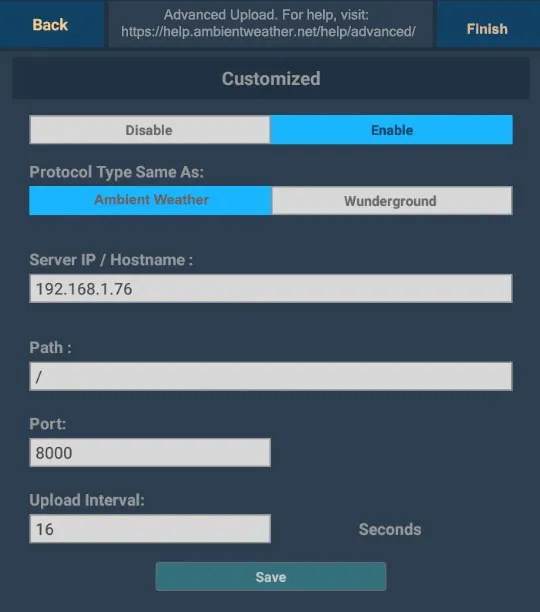 Back
Advanced Upload. For help, visit:
https://help.ambientweather.net/help/advanced/
Finish
Customized
Disable
Enable
Protocol Type Same As:
Ambient Weather
Wunderground
Server IP / Hostname :
192.168.1.76
Path :
/
Port:
8000
Upload Interval:
16
Seconds
Save